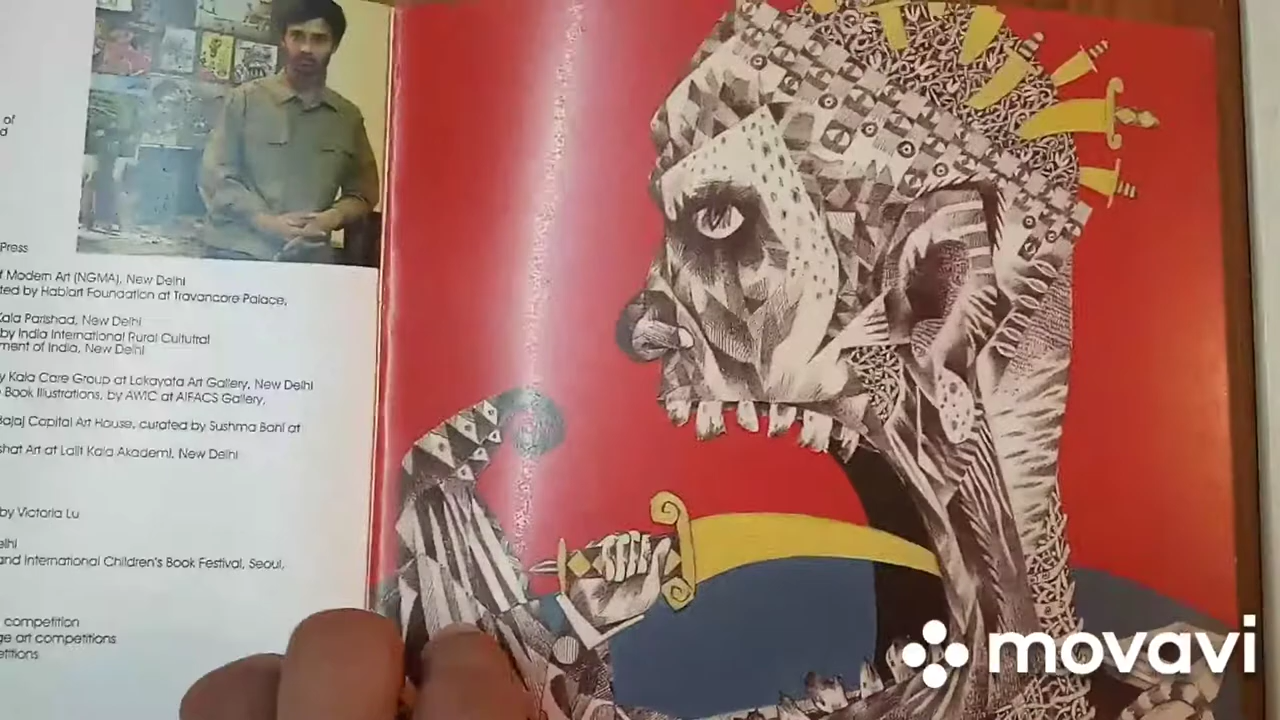 of
d
Press
f Modern Art (NGMA), New Delhi
ted by Habiart Foundation at Travancore Palace,
Kala Parishad, New Delhi
by India International Rural Cultutral
ment of India, New Delhi
y Kala Care Group at Lokayata Art Gallery, New Delhi
Book Illustrations, by AWIC at AIFACS Gallery,
Bajaj Capital Art House, curated by Sushma Bahl at
shat Art at Lalit Kala Akademi, New Delhi
by Victoria Lu
elhi
and International Children's Book Festival, Seoul,
competition
ge art competitions
etitions
movavi